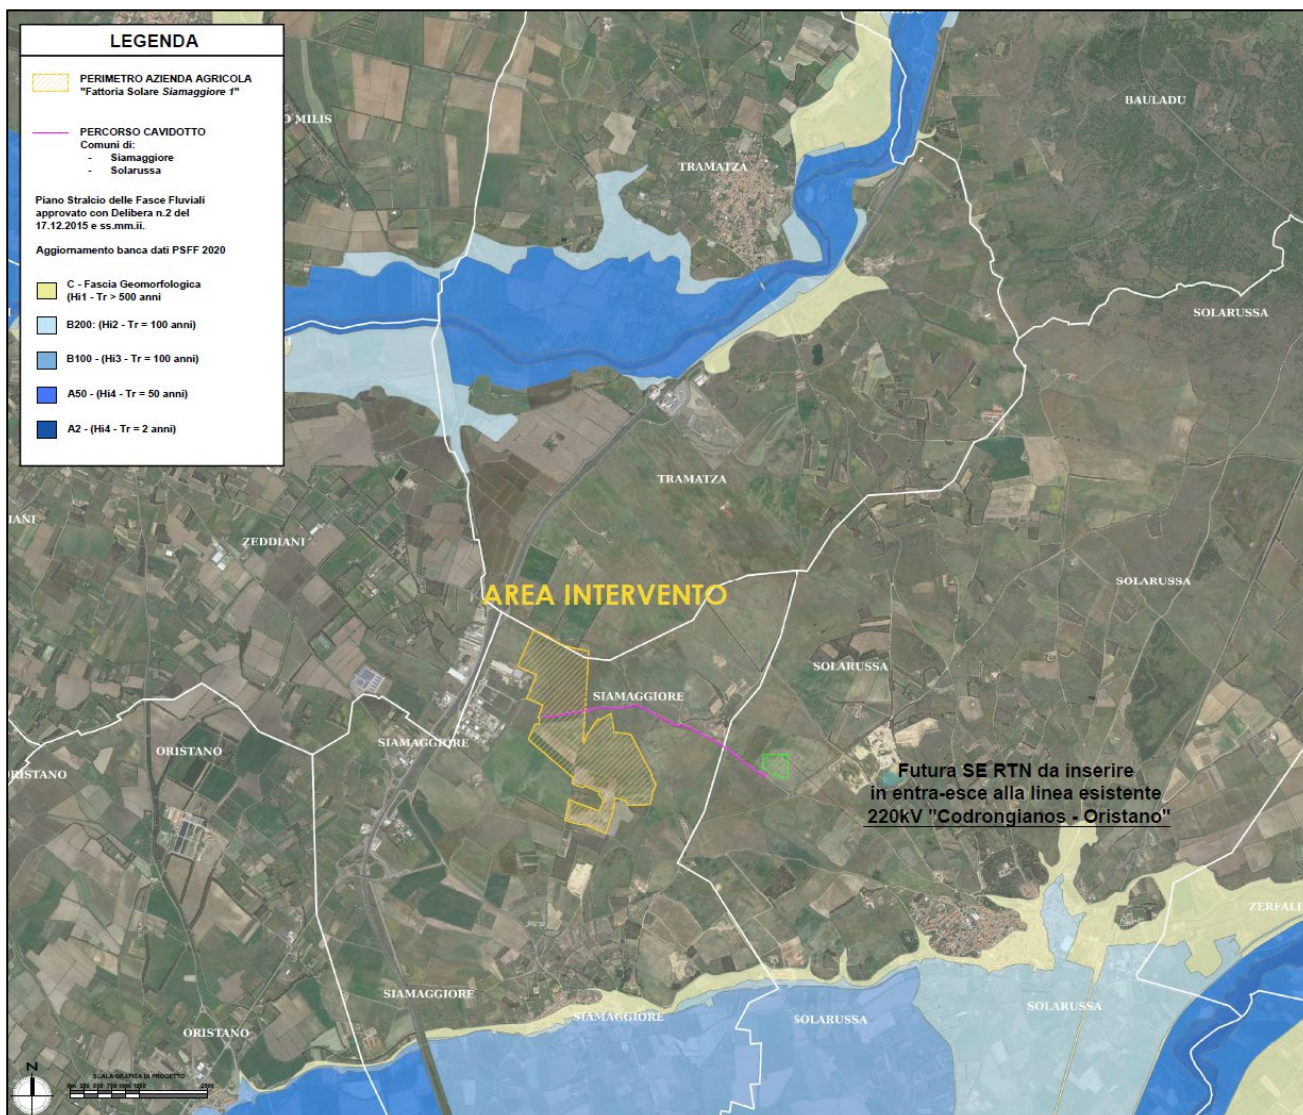 LEGENDA
PERIMETRO AZIENDA AGRICOLA
"Fattoria Solare Siamaggiore 1"
PERCORSO CAVIDOTTO
Comuni di:
- Siamaggiore
- Solarussa
Piano Stralcio delle Fasce Fluviali
approvato con Delibera n.2 del
17.12.2015 e ss.mm.ii.
Aggiornamento banca dati PSFF 2020
C - Fascia Geomorfologica
(Hi1 - Tr > 500 anni
B200: (Hi2 - Tr = 100 anni)
B100 - (Hi3 - Tr = 100 anni)
A50 - (Hi4 - Tr = 50 anni)
A2 - (Hi4 - Tr = 2 anni)
BAULADU
O MILIS
TRAMATZA
SOLARUSSA
TRAMATZA
IANI
ZEDDIANI
SOLARUSSA
AREA INTERVENTO
SOLARUSSA
SIAMAGGIORE
SIAMAGGIORE
ORISTANO
ORISTANO
Futura SE RTN da inserire
in entra-esce alla linea esistente
220kV "Codrongianos - Oristano"
ZERFALI
SIAMAGGIORE
SOLARUSSA
SIAMAGGIORE
SOLARUSSA
ORISTANO
N
SCALA GRAFICA DI PROGETTO